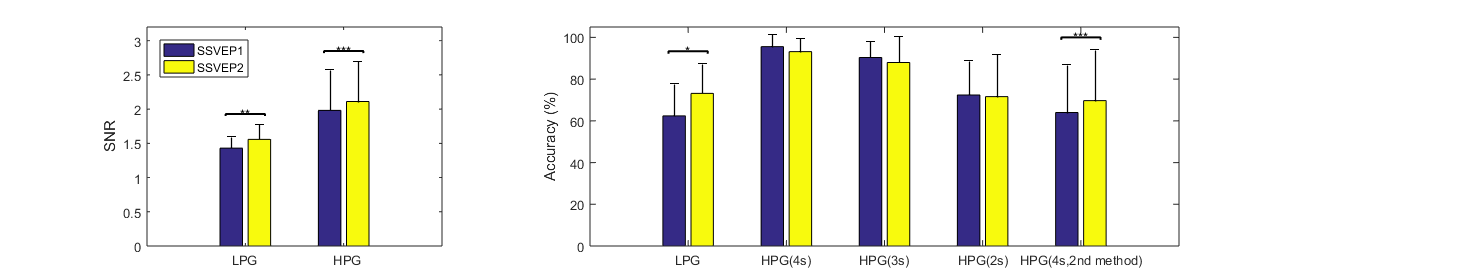 SNR
3
2.5
2
1.5
1
0.5
0
SSVEP1
SSVEP2
**
***
LPG
HPG
Accuracy (%)
100
80
60
40
20
0
*
***
LPG
HPG(4s)
HPG(3s)
HPG(2s)
HPG(4s,2nd method)